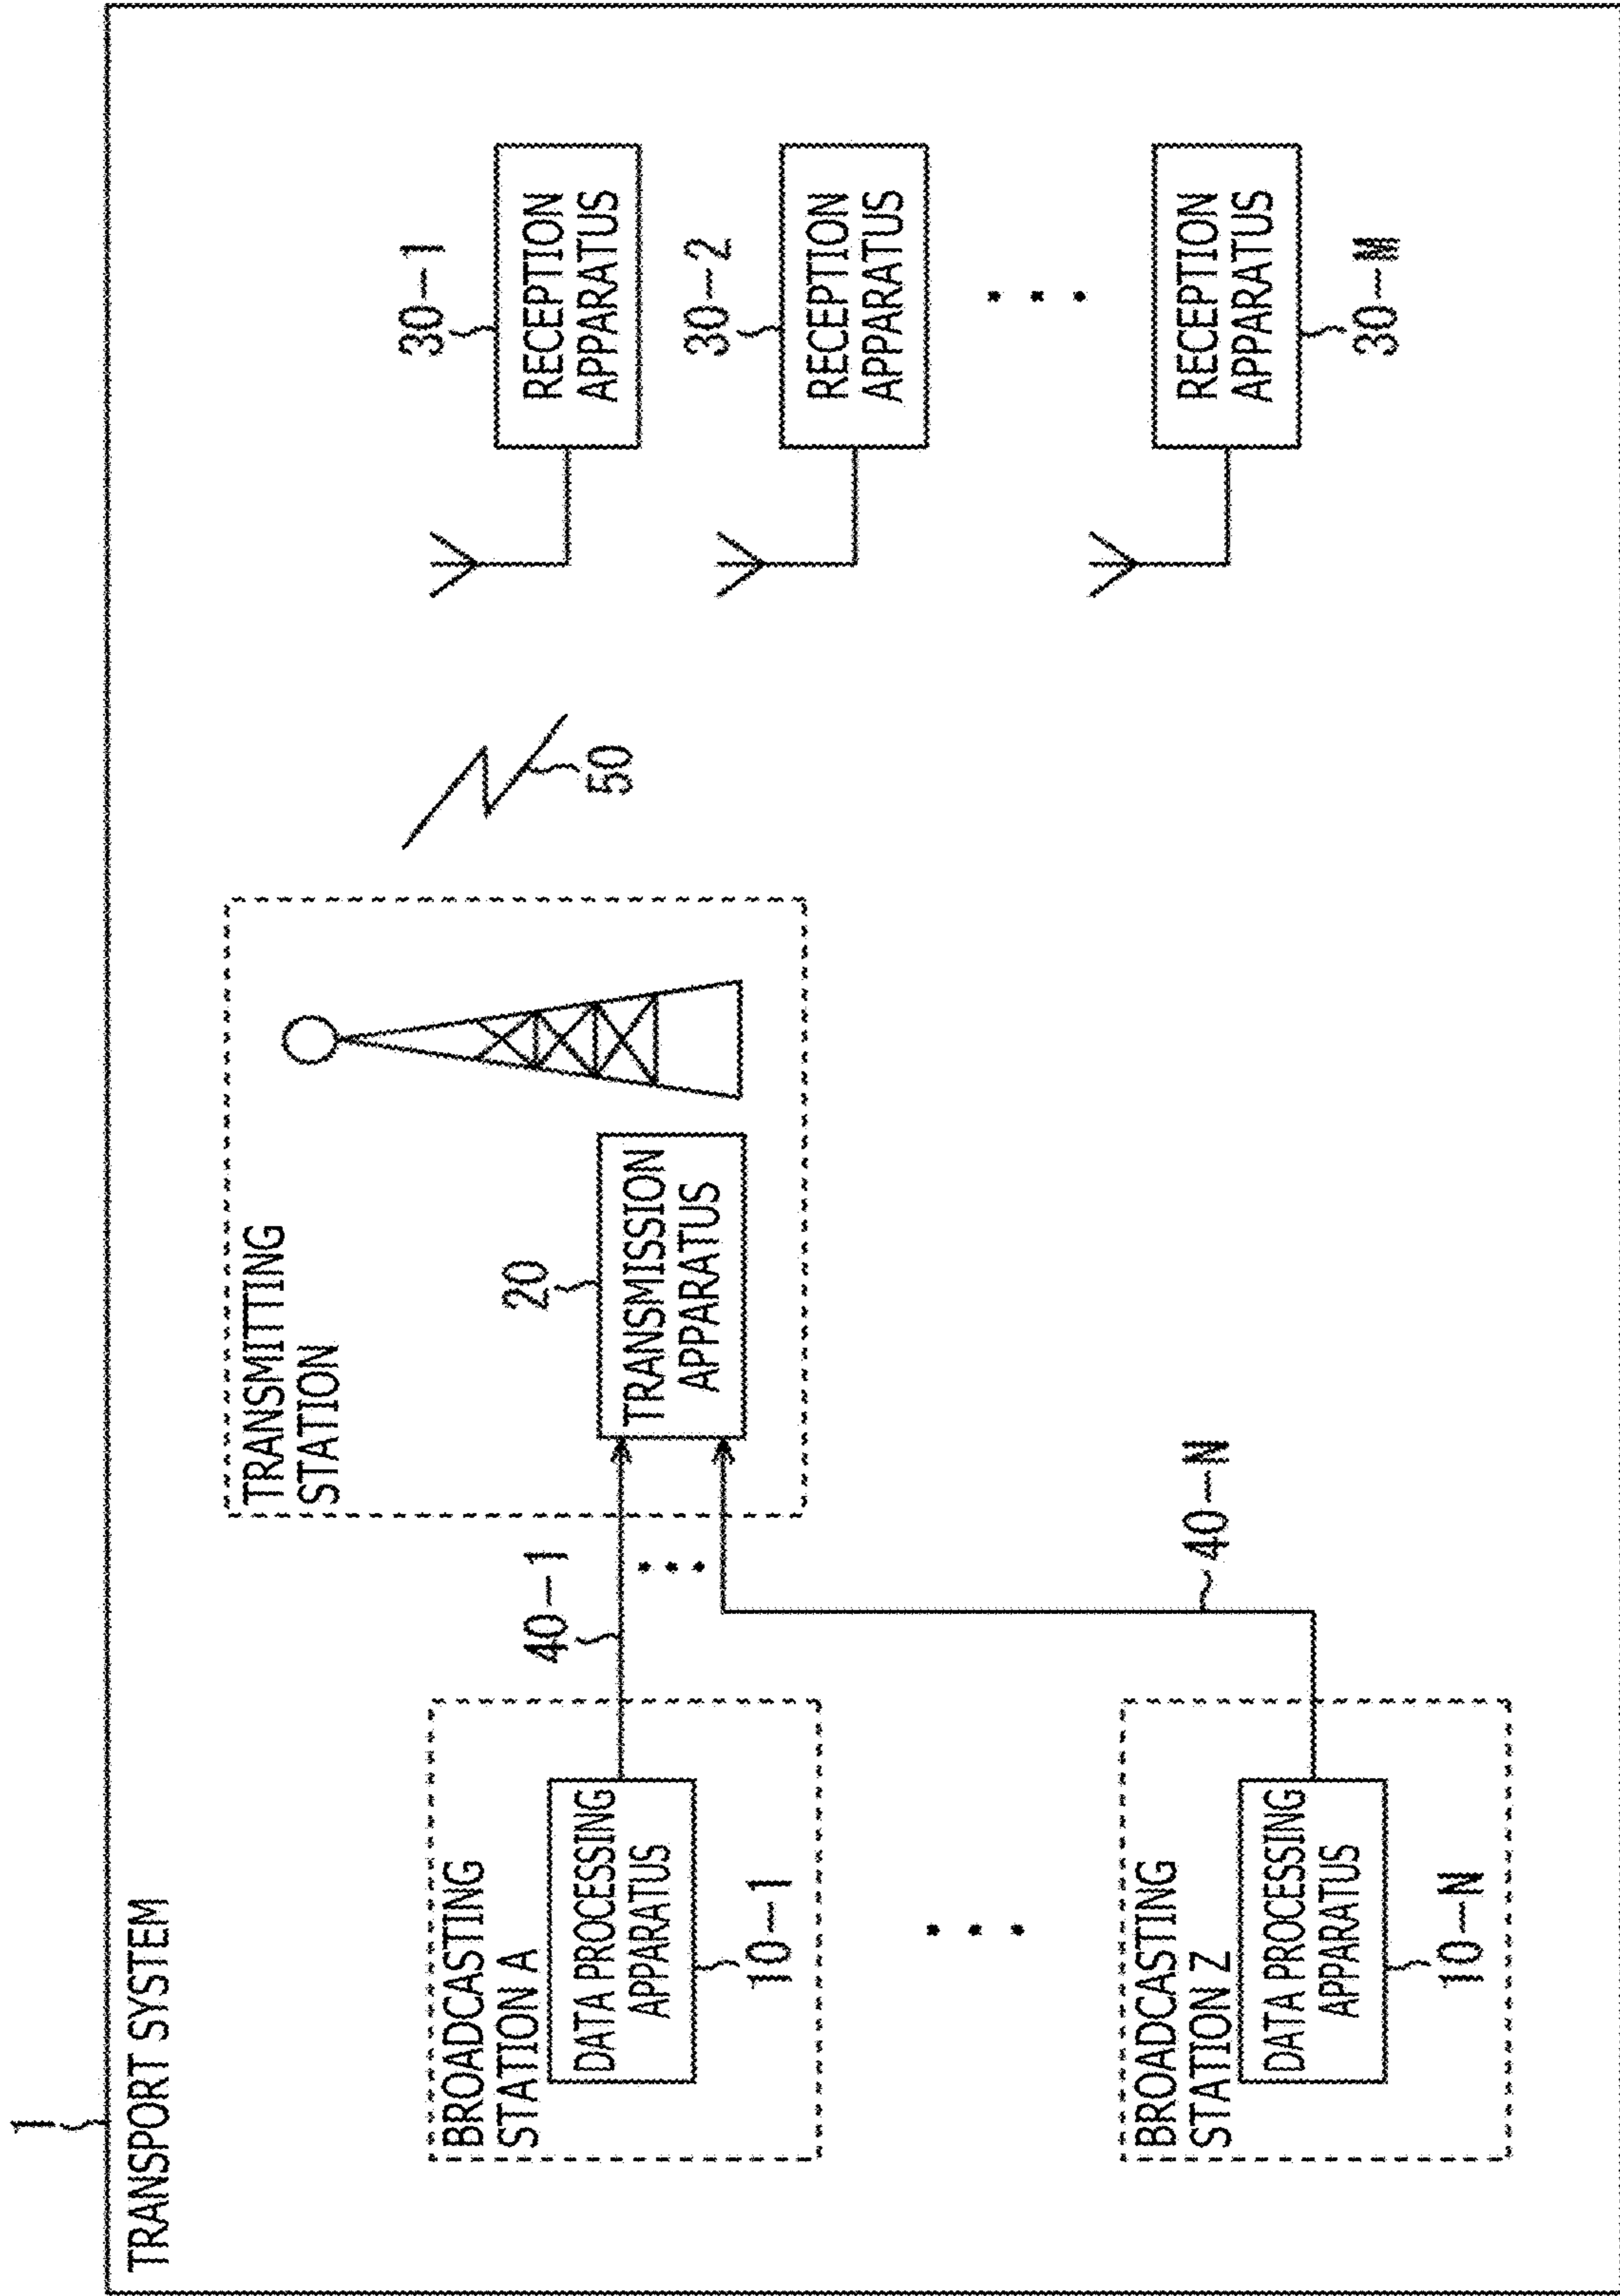 1
TRANSPORT SYSTEM
TRANSMITTING
STATION
BROADCASTING
STATION A
DATA PROCESSING
APPARATUS
10-1
40-1
20
TRANSMISSION
APPARATUS
50
30-1
RECEPTION
APPARATUS
30-2
RECEPTION
APPARATUS
RECEPTION
APPARATUS
30-M
BROADCASTING
STATION Z
DATA PROCESSING
APPARATUS
10-N
40-N